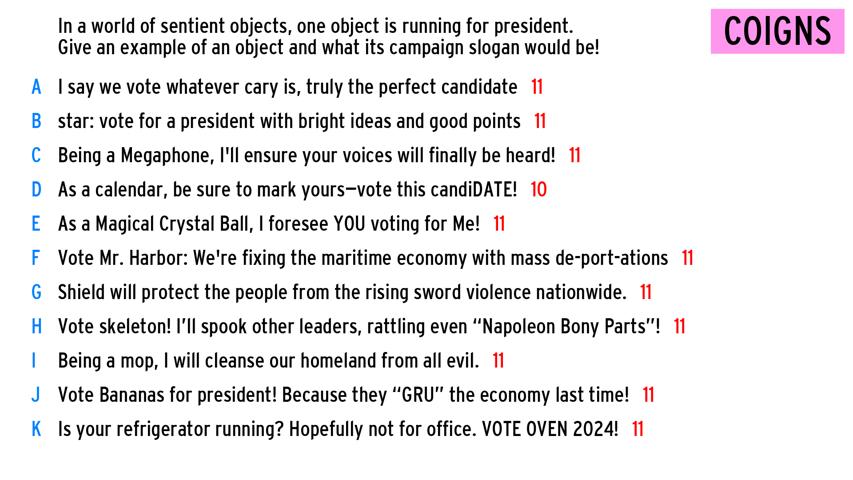 In a world of sentient objects, one object is running for president.
Give an example of an object and what its campaign slogan would be!
COIGNS
A I say we vote whatever cary is, truly the perfect candidate 11
B star: vote for a president with bright ideas and good points 11
C Being a Megaphone, I'll ensure your voices will finally be heard! 11
D As a calendar, be sure to mark yours—vote this candiDATE! 10
E As a Magical Crystal Ball, I foresee YOU voting for Me! 11
F Vote Mr. Harbor: We're fixing the maritime economy with mass de-port-ations 11
G Shield will protect the people from the rising sword violence nationwide. 11
H Vote skeleton! I’ll spook other leaders, rattling even “Napoleon Bony Parts”! 11
I Being a mop, I will cleanse our homeland from all evil. 11
J Vote Bananas for president! Because they “GRU” the economy last time! 11
K Is your refrigerator running? Hopefully not for office. VOTE OVEN 2024! 11